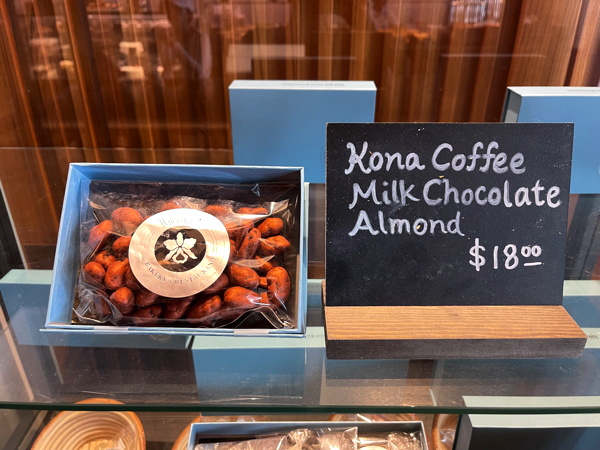 Kona Coffee
Milk Chocolate
Almond
$18.00